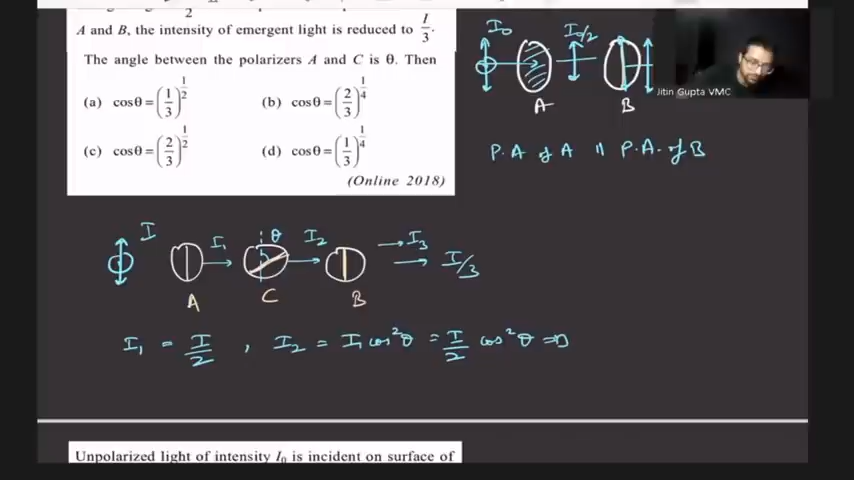 2
A and B, the intensity of emergent light is reduced to I/3.
The angle between the polarizers A and C is θ. Then
(a) cosθ=(1/3)^1/2 (b) cosθ=(2/3)^1/4
(c) cosθ=(2/3)^1/2 (d) cosθ=(1/3)^1/4
(Online 2018)
I₀ I₀/2
A B
Jitin Gupta VMC
P.A of A || P.A. of B
I I₁ θ I₂ I₃
I/3
A C B
I₁ = I/2 , I₂ = I₁ cos²θ = I/2 cos²θ ⇒
Unpolarized light of intensity I₀ is incident on surface of